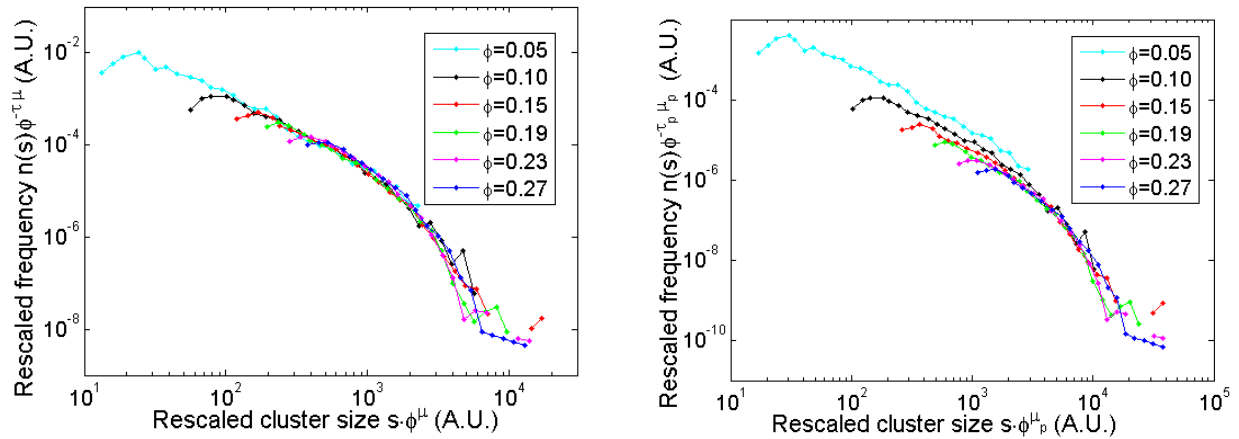 Rescaled frequency n(s)ϕ^-τ μ (A.U.)
10^-2
10^-4
10^-6
10^-8
ϕ=0.05
ϕ=0.10
ϕ=0.15
ϕ=0.19
ϕ=0.23
ϕ=0.27
10^1
10^2
10^3
10^4
Rescaled cluster size s·ϕ^μ (A.U.)
Rescaled frequency n(s)ϕ^-τ_p μ_p (A.U.)
10^-4
10^-6
10^-8
10^-10
ϕ=0.05
ϕ=0.10
ϕ=0.15
ϕ=0.19
ϕ=0.23
ϕ=0.27
10^1
10^2
10^3
10^4
10^5
Rescaled cluster size s·ϕ^μ_p (A.U.)